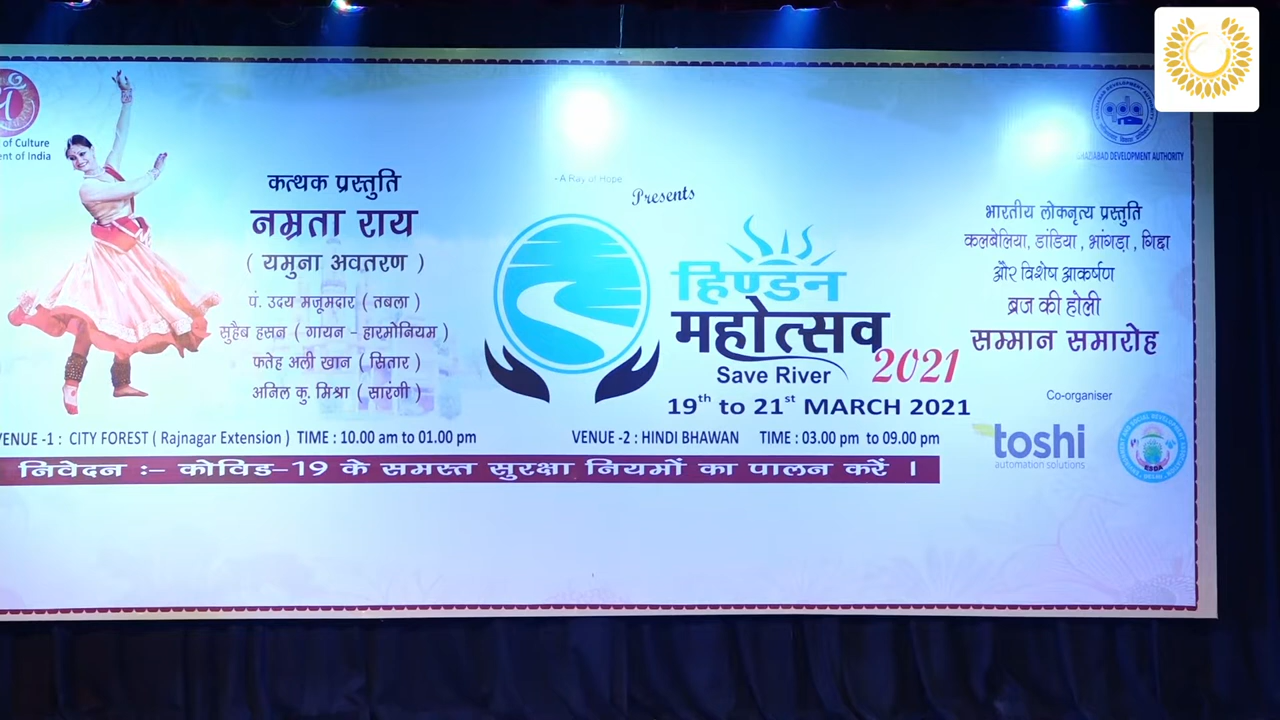 of Culture
ent of India
कत्थक प्रस्तुति
नम्रता राय
( यमुना अवतरण )
पं. उदय मजूमदार ( तबला )
सुहैब हसन ( गायन - हारमोनियम )
फतेह अली खान ( सितार )
अनिल कु. मिश्रा ( सारंगी )
- A Ray of Hope
Presents
हिण्डन
महोत्सव
2021
Save River
19th to 21st MARCH 2021
GHAZIABAD DEVELOPMENT AUTHORITY
भारतीय लोकनृत्य प्रस्तुति
कलबेलिया, डांडिया , भांगड़ा , गिद्दा
और विशेष आकर्षण
ब्रज की होली
सम्मान समारोह
Co-organiser
toshi
automation solutions
ESDA
VENUE -1 : CITY FOREST ( Rajnagar Extension ) TIME : 10.00 am to 01.00 pm
VENUE -2 : HINDI BHAWAN TIME : 03.00 pm to 09.00 pm
निवेदन :- कोविड-19 के समस्त सुरक्षा नियमों का पालन करें ।